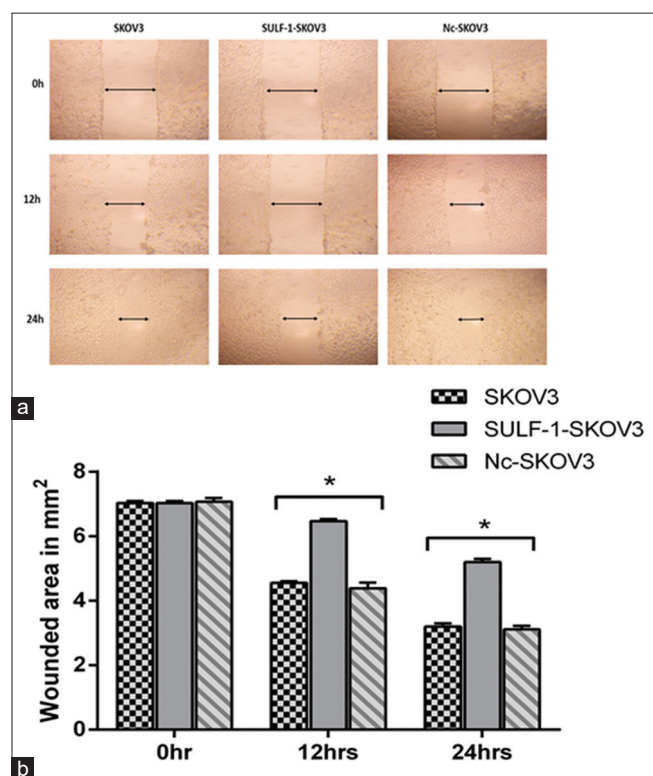 SKOV3 SULF-1-SKOV3 Nc-SKOV3
0h
12h
24h
a
SKOV3
SULF-1-SKOV3
Nc-SKOV3
Wounded area in mm²
8
6
4
2
0
*
*
0hr 12hrs 24hrs
b